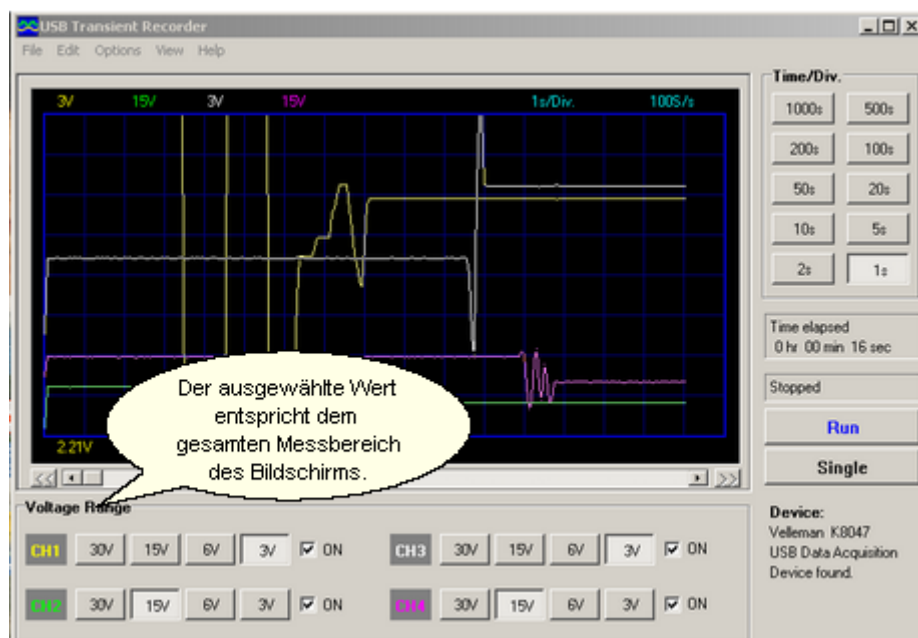 USB Transient Recorder
File Edit Options View Help
3V 15V 3V 15V 1s/Div. 100S/s
Der ausgewählte Wert
entspricht dem
gesamten Messbereich
des Bildschirms.
2.21V
Voltage Range
CH1 30V 15V 6V 3V ON
CH3 30V 15V 6V 3V ON
CH2 30V 15V 6V 3V ON
CH4 30V 15V 6V 3V ON
Time/Div.
1000s 500s
200s 100s
50s 20s
10s 5s
2s 1s
Time elapsed
0 hr 00 min 16 sec
Stopped
Run
Single
Device:
Velleman K8047
USB Data Acquisition
Device found.